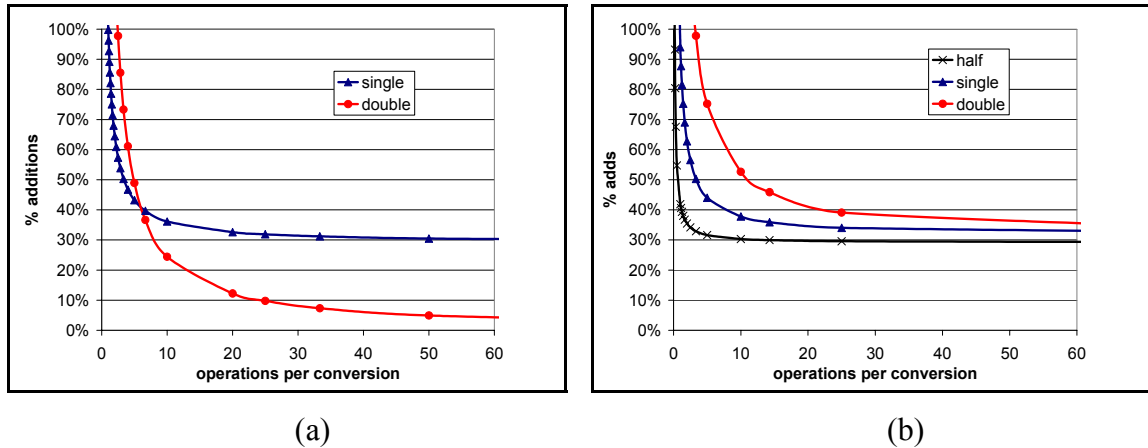 100%
90%
80%
70%
60%
50%
40%
30%
20%
10%
0%
% additions
single
double
0 10 20 30 40 50 60
operations per conversion
(a)
100%
90%
80%
70%
60%
50%
40%
30%
20%
10%
0%
% adds
half
single
double
0 10 20 30 40 50 60
operations per conversion
(b)